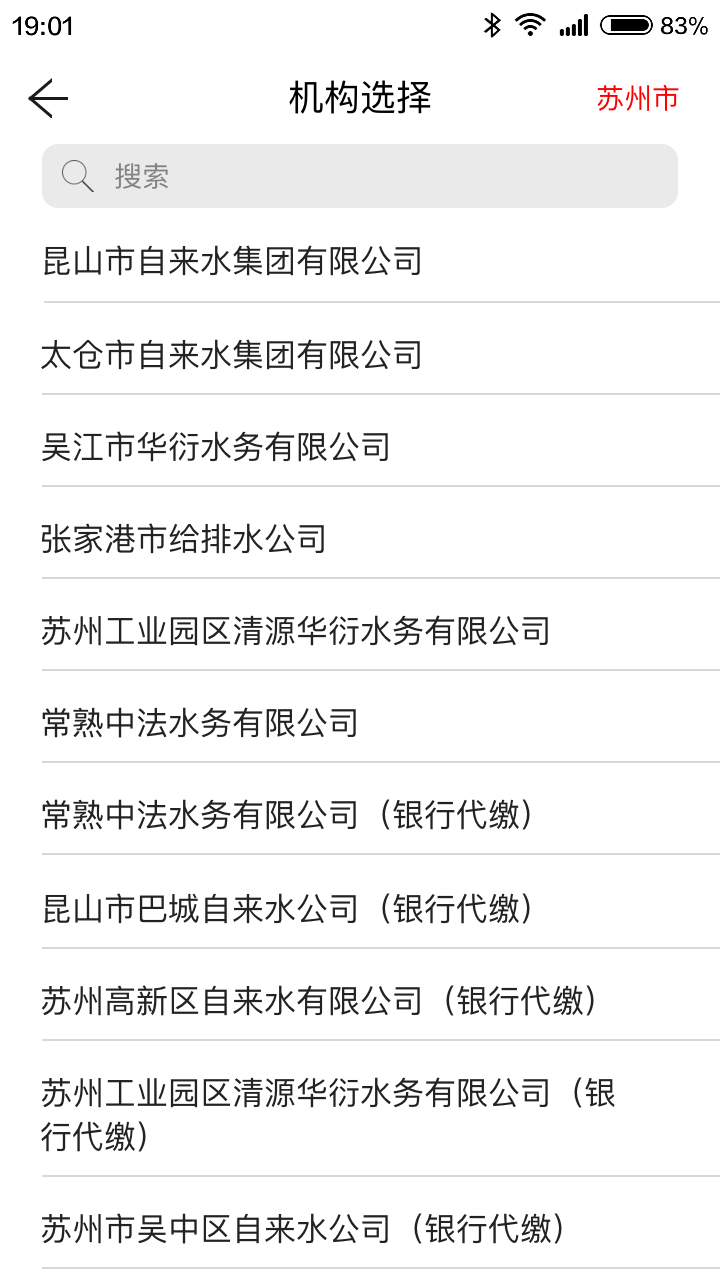 19:01
83%
机构选择
苏州市
搜索
昆山市自来水集团有限公司
太仓市自来水集团有限公司
吴江市华衍水务有限公司
张家港市给排水公司
苏州工业园区清源华衍水务有限公司
常熟中法水务有限公司
常熟中法水务有限公司（银行代缴）
昆山市巴城自来水公司（银行代缴）
苏州高新区自来水有限公司（银行代缴）
苏州工业园区清源华衍水务有限公司（银
行代缴）
苏州市吴中区自来水公司（银行代缴）